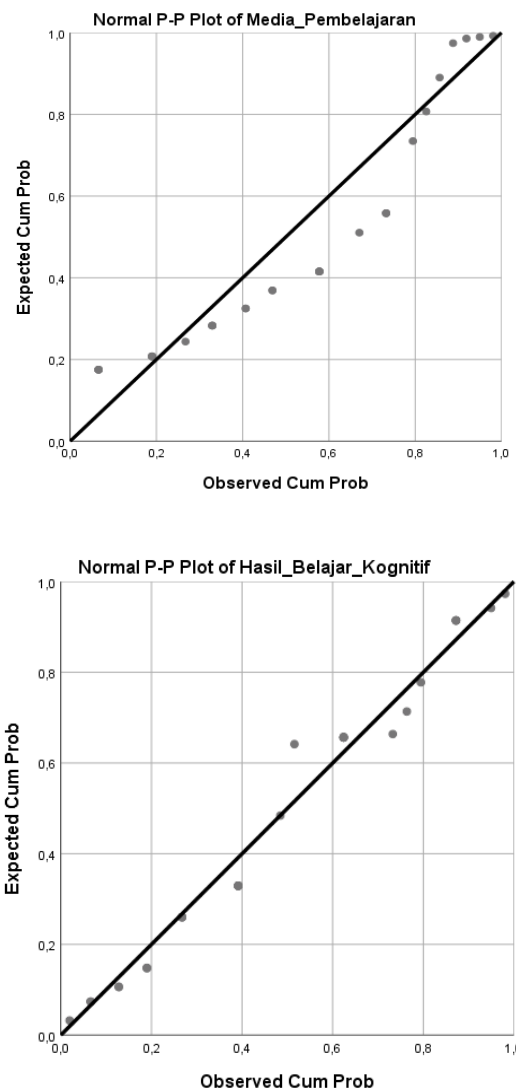 Normal P-P Plot of Media_Pembelajaran
1,0
0,8
0,6
0,4
0,2
0,0
Expected Cum Prob
0,0 0,2 0,4 0,6 0,8 1,0
Observed Cum Prob
Normal P-P Plot of Hasil_Belajar_Kognitif
1,0
0,8
0,6
0,4
0,2
0,0
Expected Cum Prob
0,0 0,2 0,4 0,6 0,8 1,0
Observed Cum Prob